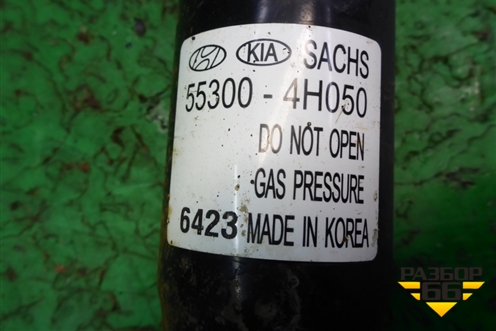 KIA SACHS
55300 - 4H050
DO NOT OPEN
GAS PRESSURE
6423 MADE IN KOREA
РАЗБОР
66